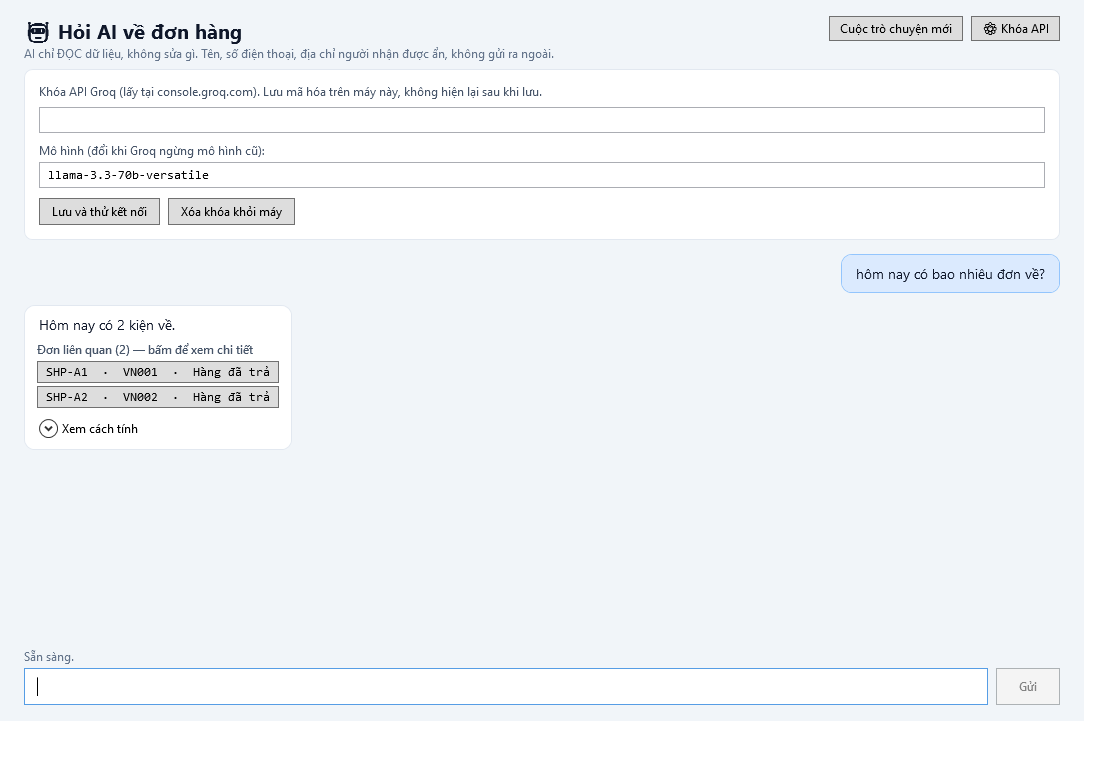 Hỏi AI về đơn hàng
Cuộc trò chuyện mới
Khóa API
AI chỉ ĐỌC dữ liệu, không sửa gì. Tên, số điện thoại, địa chỉ người nhận được ẩn, không gửi ra ngoài.
Khóa API Groq (lấy tại console.groq.com). Lưu mã hóa trên máy này, không hiện lại sau khi lưu.
Mô hình (đổi khi Groq ngừng mô hình cũ):
llama-3.3-70b-versatile
Lưu và thử kết nối
Xóa khóa khỏi máy
hôm nay có bao nhiêu đơn về?
Hôm nay có 2 kiện về.
Đơn liên quan (2) — bấm để xem chi tiết
SHP-A1 · VN001 · Hàng đã trả
SHP-A2 · VN002 · Hàng đã trả
Xem cách tính
Sẵn sàng.
Gửi